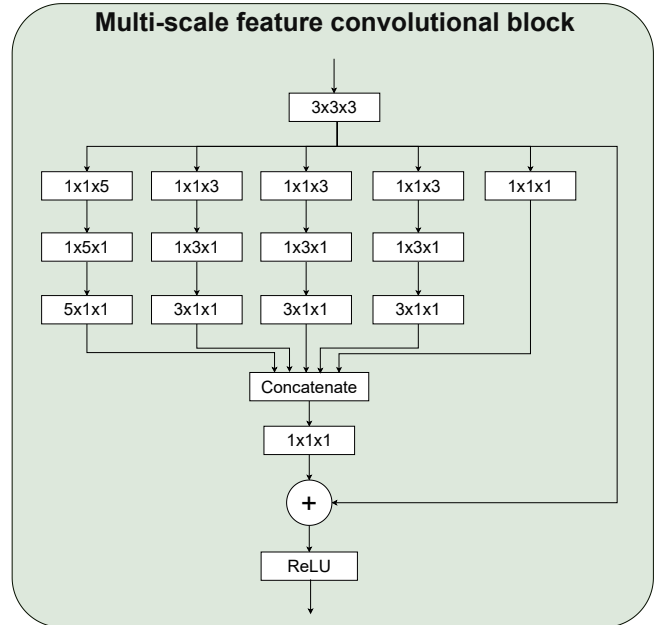 Multi-scale feature convolutional block
3x3x3
1x1x5 1x1x3 1x1x3 1x1x3 1x1x1
1x5x1 1x3x1 1x3x1 1x3x1
5x1x1 3x1x1 3x1x1 3x1x1
Concatenate
1x1x1
+
ReLU